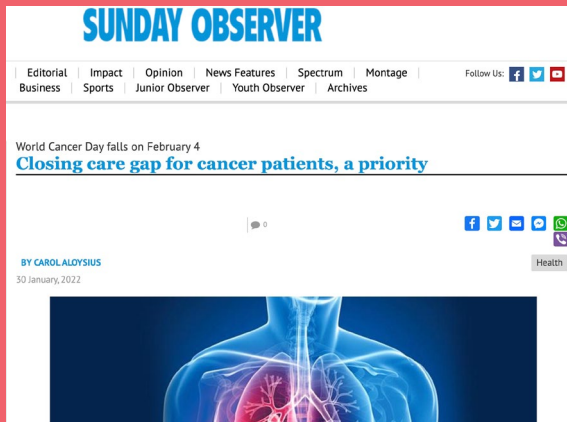 SUNDAY OBSERVER
Editorial Impact Opinion News Features Spectrum Montage
Follow Us:
Business Sports Junior Observer Youth Observer Archives
World Cancer Day falls on February 4
Closing care gap for cancer patients, a priority
0
BY CAROL ALOYSIUS
Health
30 January, 2022